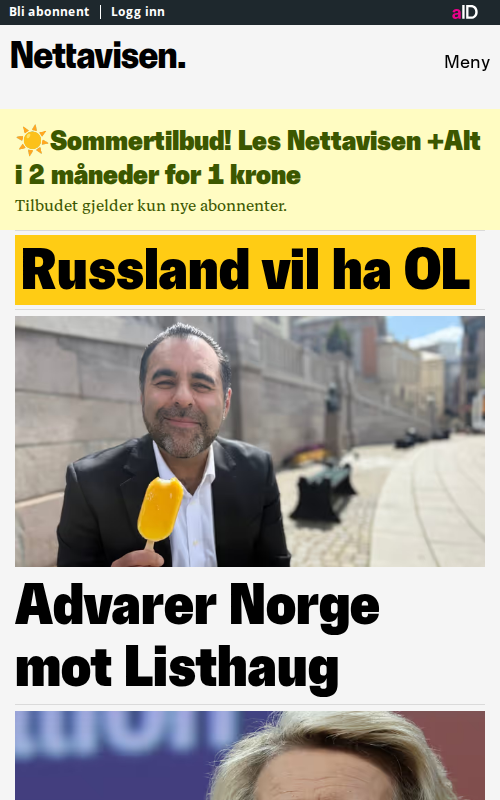 Bli abonnent | Logg inn
aID
Nettavisen.
Meny
☀️Sommertilbud! Les Nettavisen +Alt
i 2 måneder for 1 krone
Tilbudet gjelder kun nye abonnenter.
Russland vil ha OL
Advarer Norge
mot Listhaug